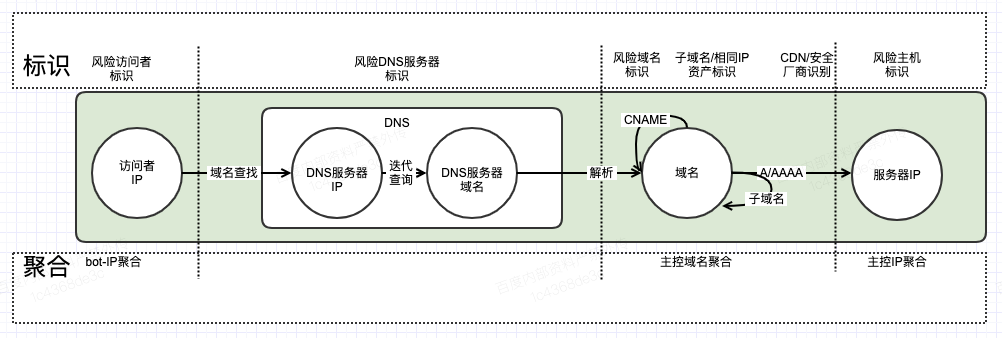 标识
风险访问者
标识
风险DNS服务器
标识
风险域名
标识
子域名/相同IP
资产标识
CDN/安全
厂商识别
风险主机
标识
DNS
访问者
IP
域名查找
DNS服务器
IP
迭代
查询
DNS服务器
域名
解析
CNAME
域名
A/AAAA
子域名
服务器IP
聚合
bot-IP聚合
主控域名聚合
主控IP聚合